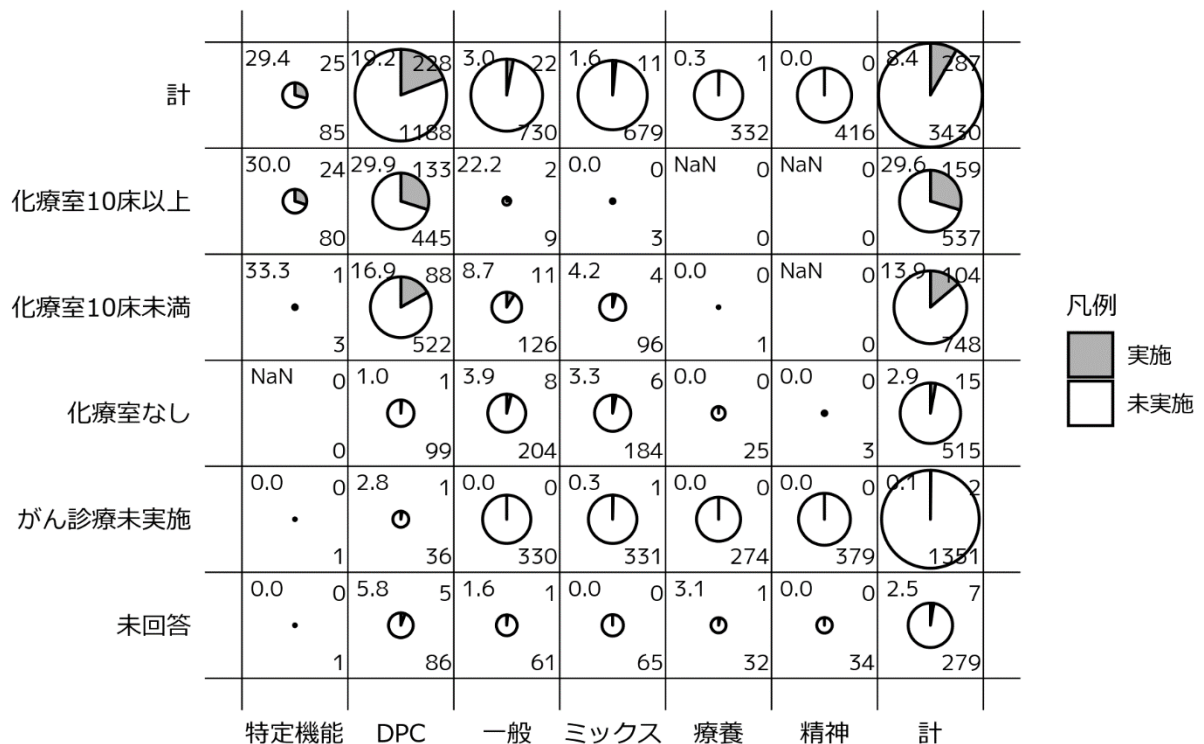 29.4 25 19.2 228 3.0 22 1.6 11 0.3 1 0.0 0 8.4 287
計
85 1188 730 679 332 416 3430
30.0 24 29.9 133 22.2 2 0.0 0 NaN 0 NaN 0 29.6 159
化療室10床以上
80 445 9 3 0 0 537
33.3 1 16.9 88 8.7 11 4.2 4 0.0 0 NaN 0 13.9 104
化療室10床未満
3 522 126 96 1 0 748
NaN 0 1.0 1 3.9 8 3.3 6 0.0 0 0.0 0 2.9 15
化療室なし
0 99 204 184 25 3 515
0.0 0 2.8 1 0.0 0 0.3 1 0.0 0 0.0 0 0.1 2
がん診療未実施
1 36 330 331 274 379 1351
0.0 0 5.8 5 1.6 1 0.0 0 3.1 1 0.0 0 2.5 7
未回答
1 86 61 65 32 34 279
特定機能 DPC 一般 ミックス 療養 精神 計
凡例
実施
未実施